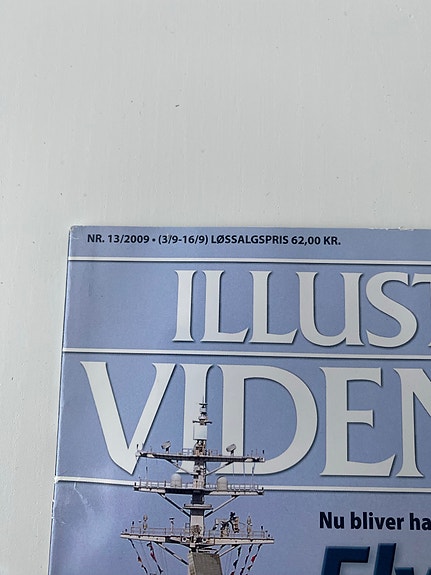 NR. 13/2009 • (3/9-16/9) LØSSALGSPRIS 62,00 KR.
ILLUST
VIDEN
Nu bliver ha